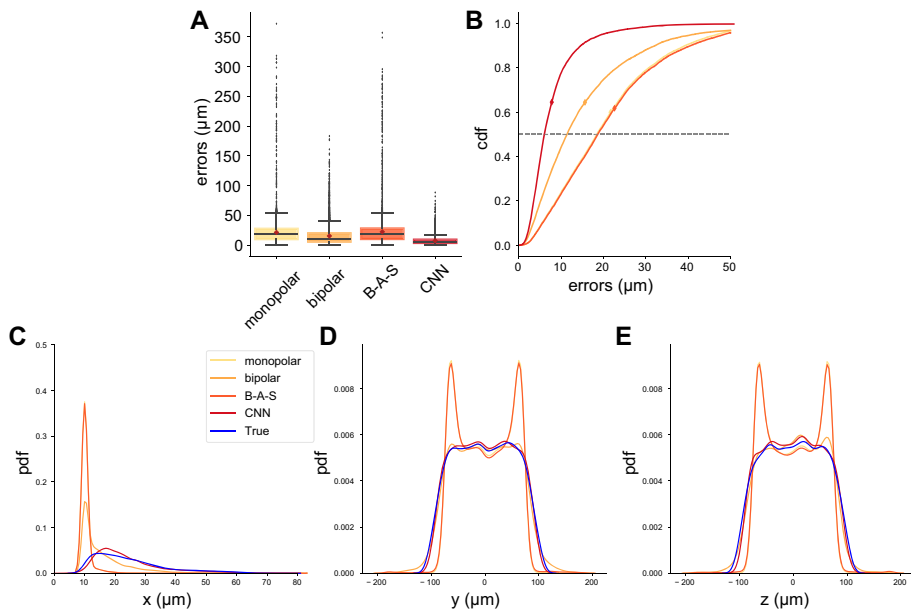 A
errors (μm)
350
300
250
200
150
100
50
0
monopolar
bipolar
B-A-S
CNN
B
cdf
1.0
0.8
0.6
0.4
0.2
0.0
0
10
20
30
40
50
errors (μm)
C
pdf
0.5
0.4
0.3
0.2
0.1
0.0
0
20
40
60
80
x (μm)
monopolar
bipolar
B-A-S
CNN
True
D
pdf
0.008
0.006
0.004
0.002
0.000
−200
−100
0
100
200
y (μm)
E
pdf
0.008
0.006
0.004
0.002
0.000
−200
−100
0
100
200
z (μm)